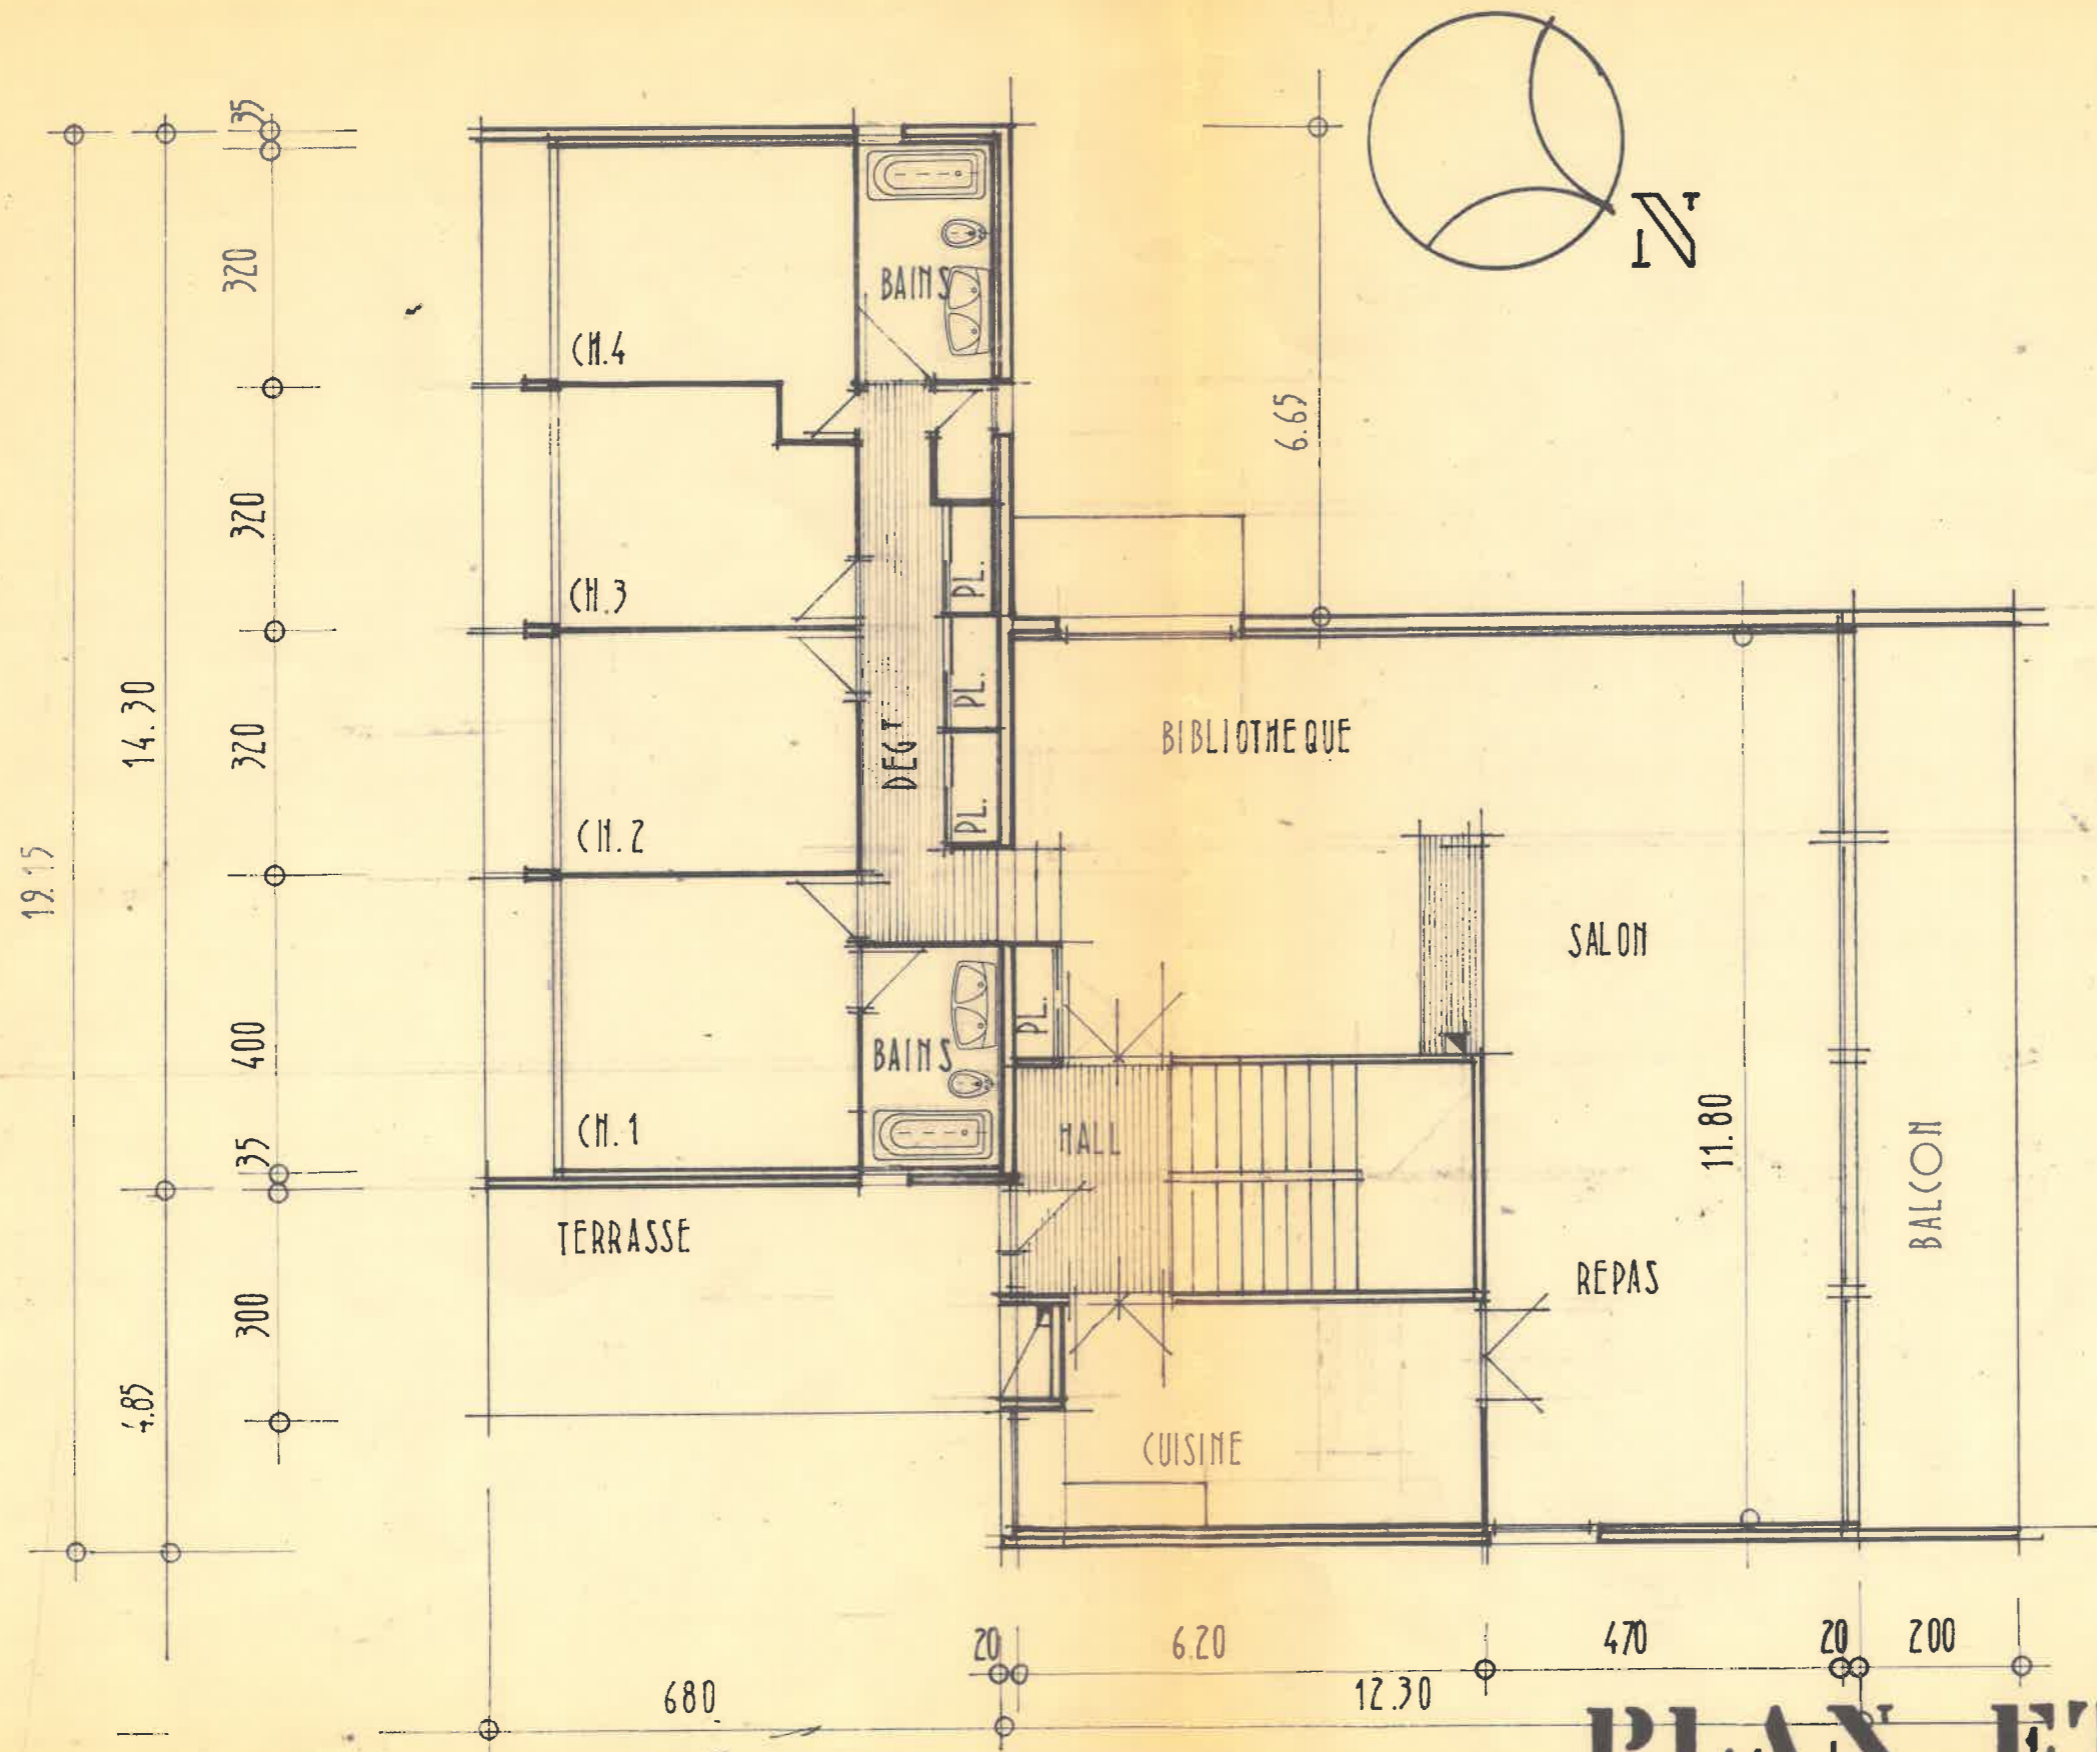 N
35
320
BAINS
CH.4
6.65
320
PL.
CH.3
14.30
PL.
320
DEGT
BIBLIOTHEQUE
PL.
CH.2
19.15
SALON
400
PL.
BAINS
CH.1
HALL
11.80
35
BALCON
TERRASSE
REPAS
300
4.85
CUISINE
20
6.20
470
20
200
680
12.30
PLAN